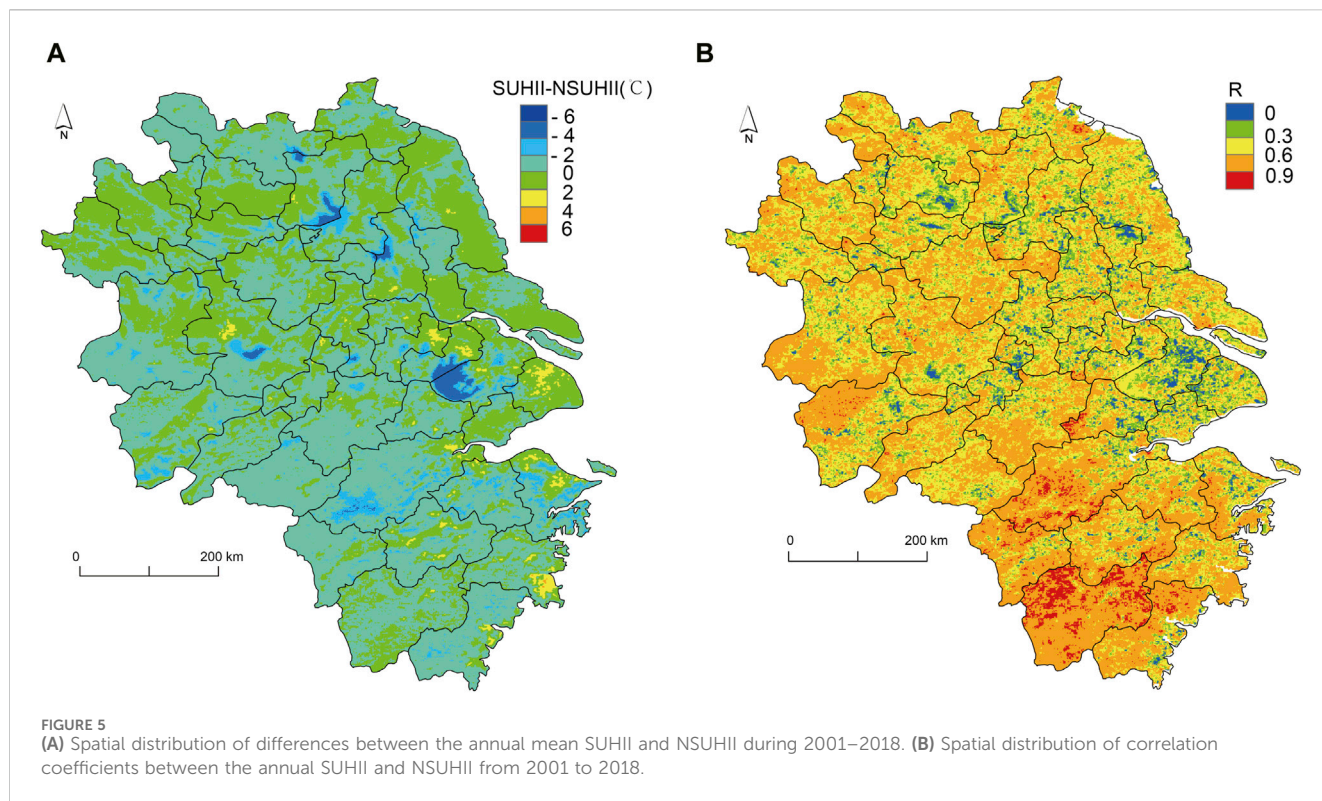 A
N
SUHII-NSUHII(℃)
- 6
- 4
- 2
0
2
4
6
0 200 km
B
N
R
0
0.3
0.6
0.9
0 200 km
FIGURE 5
(A) Spatial distribution of differences between the annual mean SUHII and NSUHII during 2001–2018. (B) Spatial distribution of correlation
coefficients between the annual SUHII and NSUHII from 2001 to 2018.